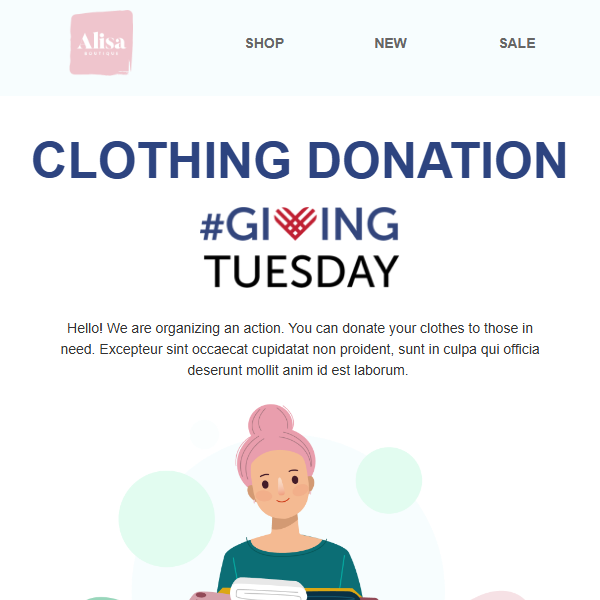 Alisa
BOUTIQUE
SHOP NEW SALE
CLOTHING DONATION
#GIVING
TUESDAY
Hello! We are organizing an action. You can donate your clothes to those in
need. Excepteur sint occaecat cupidatat non proident, sunt in culpa qui officia
deserunt mollit anim id est laborum.